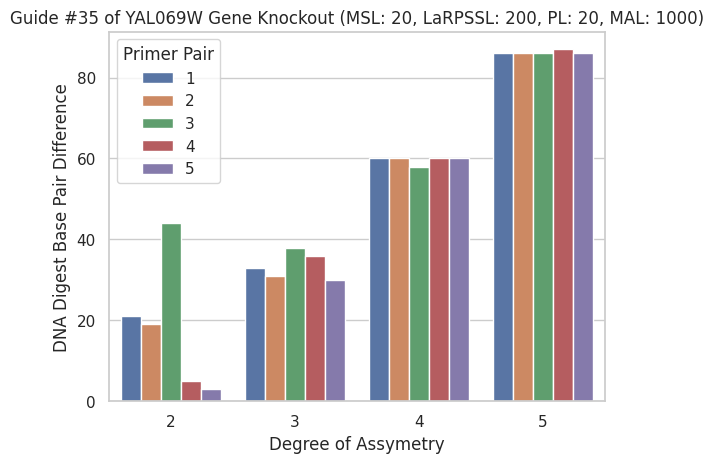 Guide #35 of YAL069W Gene Knockout (MSL: 20, LaRPSSL: 200, PL: 20, MAL: 1000)
Primer Pair
1
2
3
4
5
DNA Digest Base Pair Difference
80
60
40
20
0
2 3 4 5
Degree of Assymetry